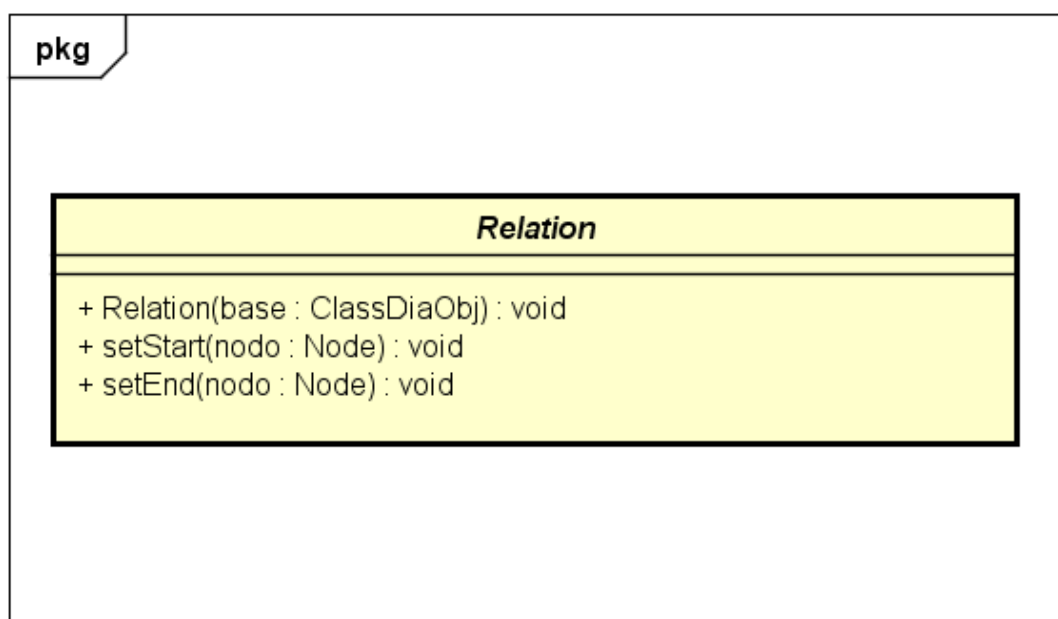 pkg
Relation
+ Relation(base : ClassDiaObj) : void
+ setStart(nodo : Node) : void
+ setEnd(nodo : Node) : void